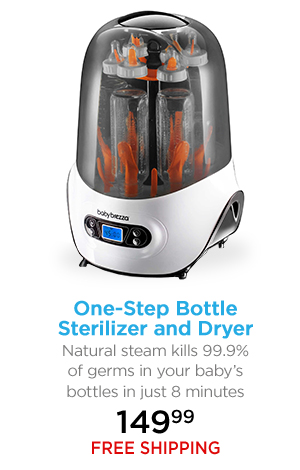 babybrezza
One-Step Bottle
Sterilizer and Dryer
Natural steam kills 99.9%
of germs in your baby's
bottles in just 8 minutes
149⁹⁹
FREE SHIPPING